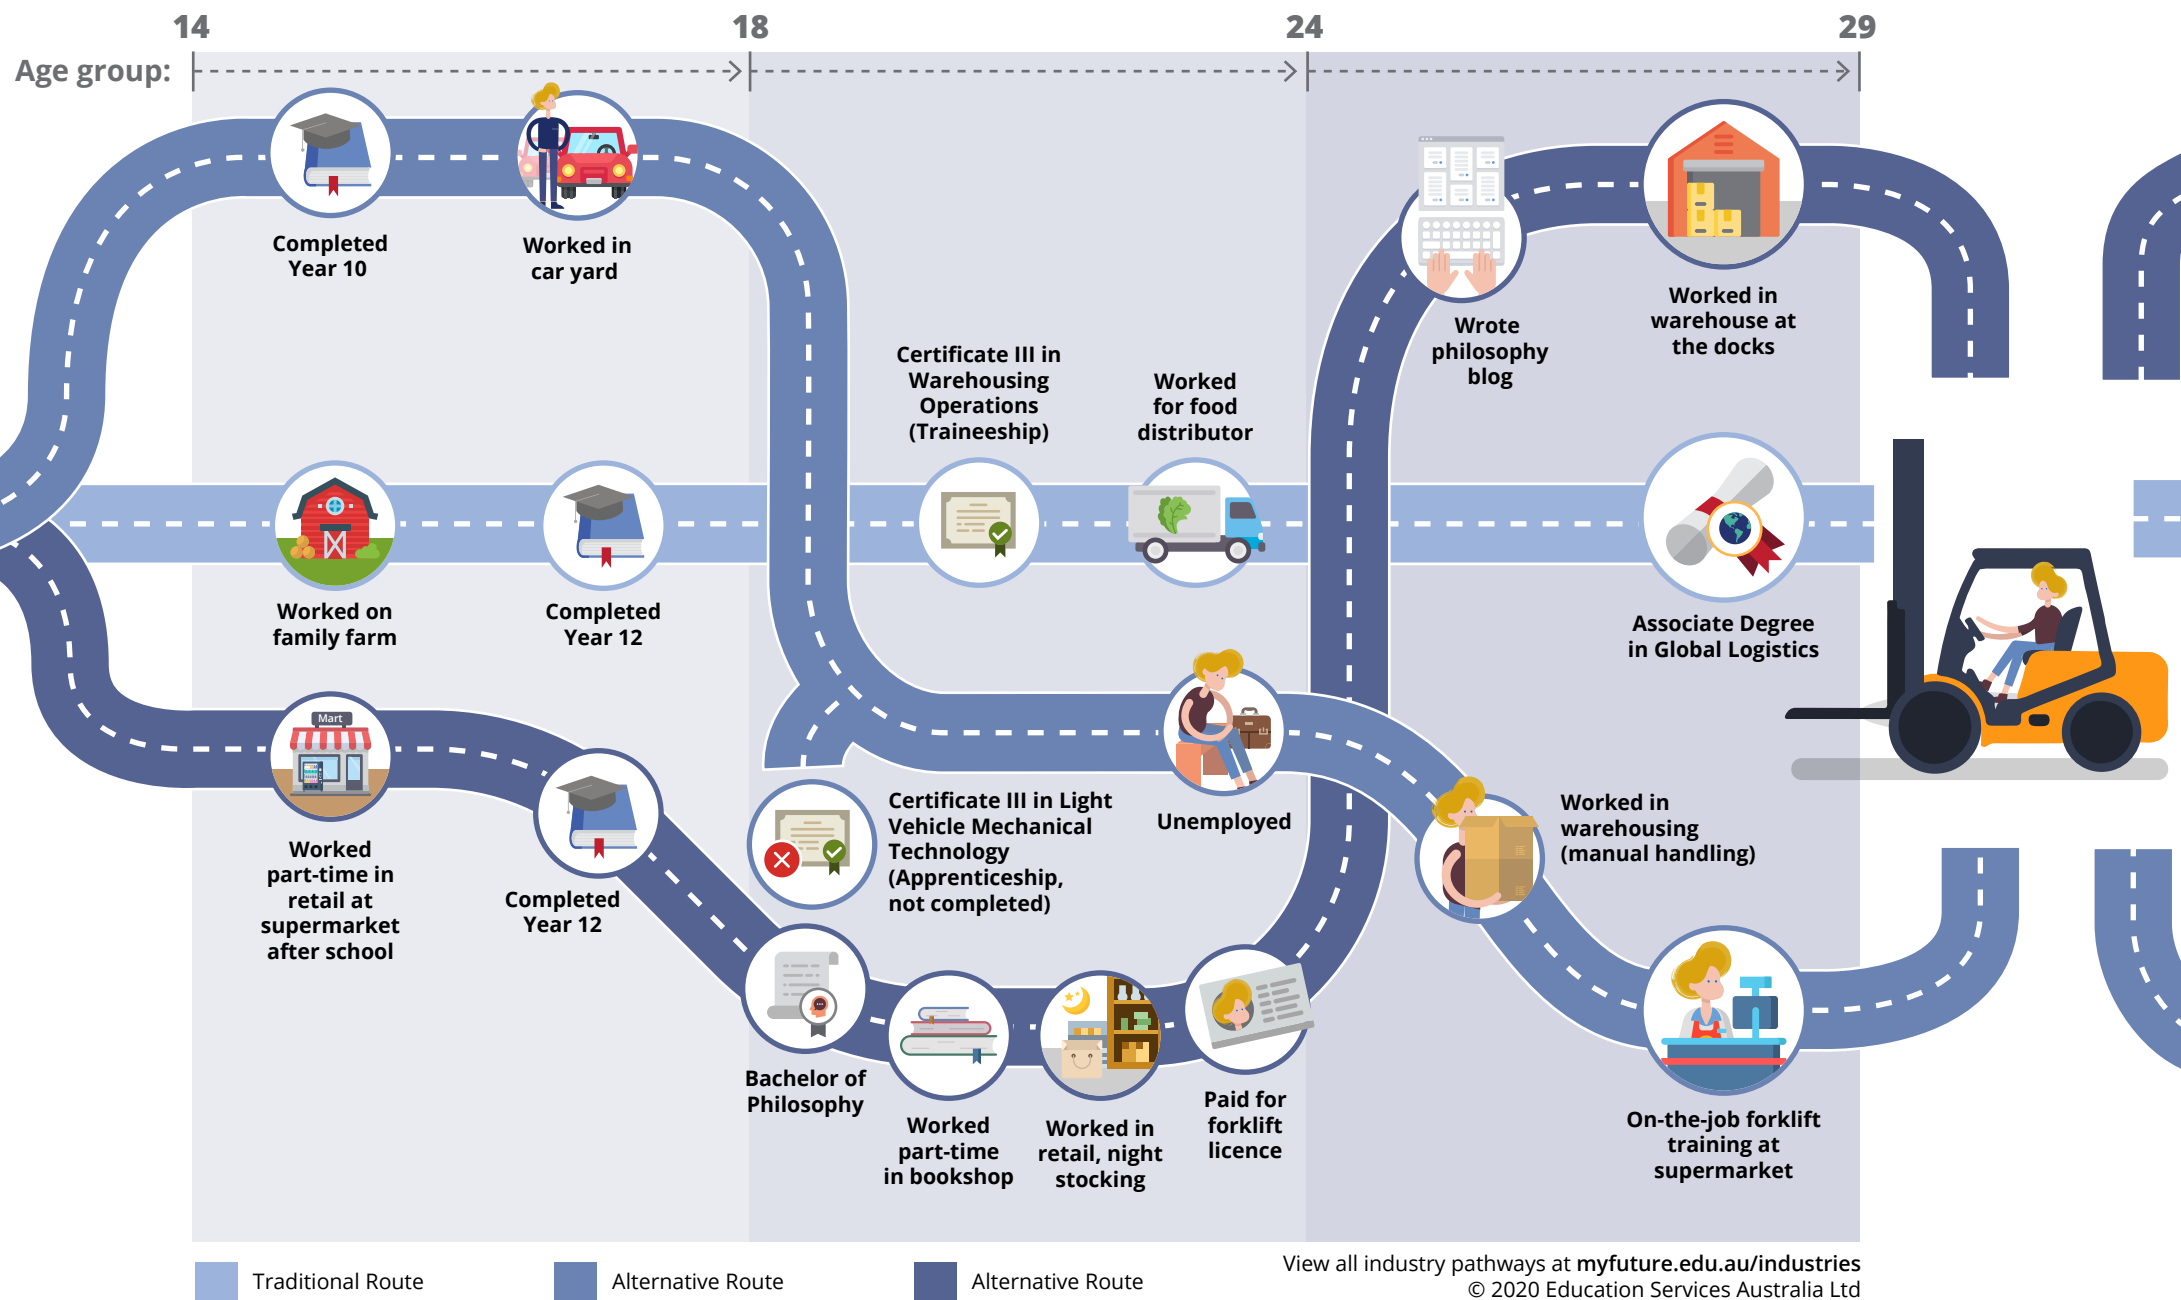 14
18
24
29
Age group:
Completed
Year 10
Worked in
car yard
Wrote
philosophy
blog
Worked in
warehouse at
the docks
Certificate III in
Warehousing
Operations
(Traineeship)
Worked
for food
distributor
Worked on
family farm
Completed
Year 12
Associate Degree
in Global Logistics
Mart
Worked
part-time in
retail at
supermarket
after school
Completed
Year 12
Certificate III in Light
Vehicle Mechanical
Technology
(Apprenticeship,
not completed)
Unemployed
Worked in
warehousing
(manual handling)
Bachelor of
Philosophy
Worked
part-time
in bookshop
Worked in
retail, night
stocking
Paid for
forklift
licence
On-the-job forklift
training at
supermarket
Traditional Route
Alternative Route
Alternative Route
View all industry pathways at myfuture.edu.au/industries
© 2020 Education Services Australia Ltd